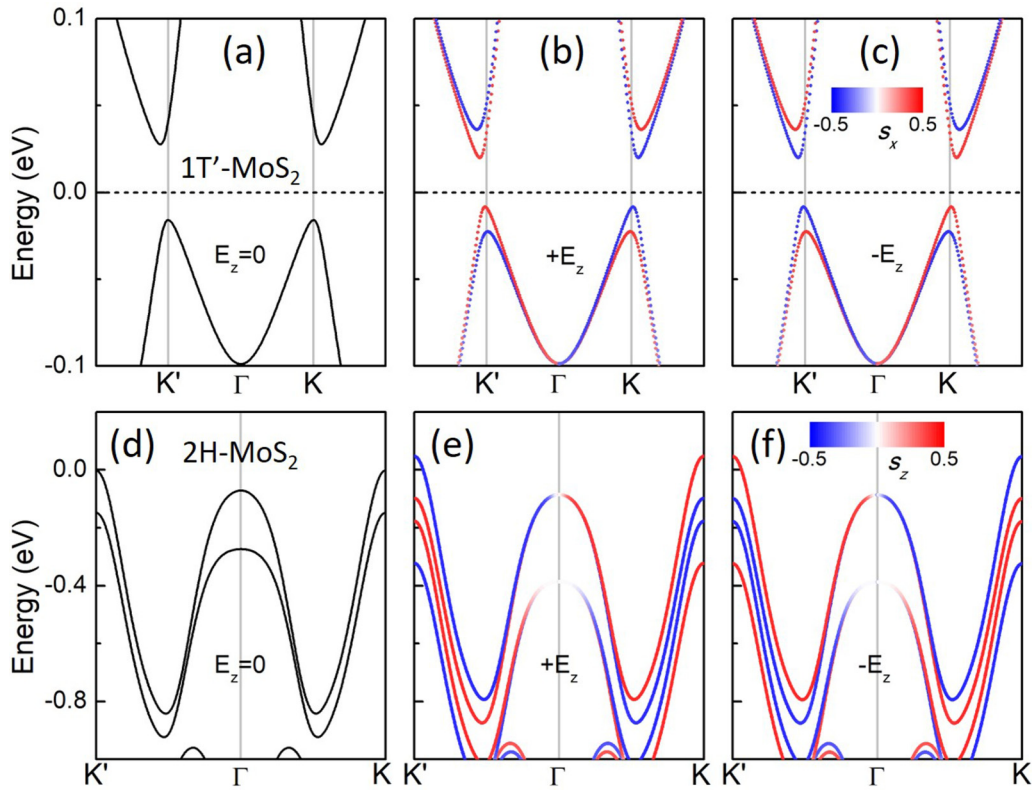 0.1
(a)
(b)
(c)
-0.5
0.5
s_x
1T’-MoS₂
0.0
Energy (eV)
E_z=0
+E_z
-E_z
-0.1
K' Γ K
K' Γ K
K' Γ K
(d)
2H-MoS₂
(e)
(f)
-0.5
0.5
s_z
0.0
-0.4
-0.8
Energy (eV)
E_z=0
+E_z
-E_z
K' Γ K
K' Γ K
K' Γ K